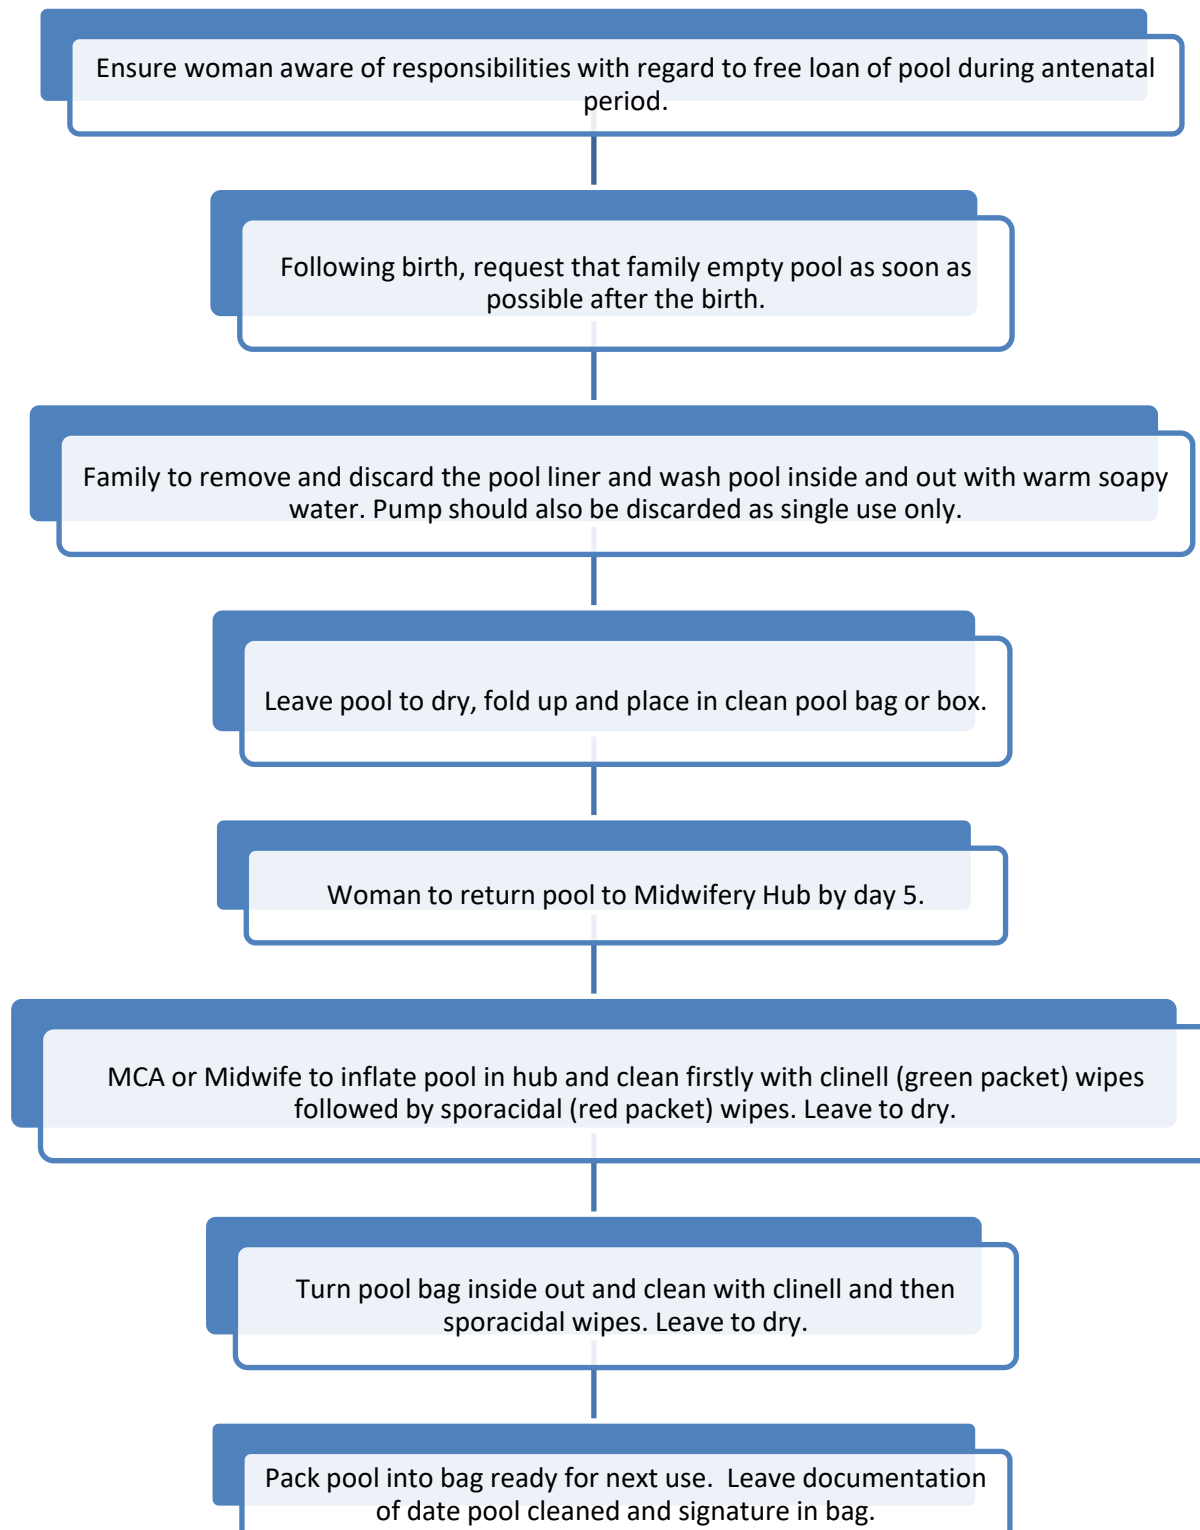 Ensure woman aware of responsibilities with regard to free loan of pool during antenatal
period.
Following birth, request that family empty pool as soon as
possible after the birth.
Family to remove and discard the pool liner and wash pool inside and out with warm soapy
water. Pump should also be discarded as single use only.
Leave pool to dry, fold up and place in clean pool bag or box.
Woman to return pool to Midwifery Hub by day 5.
MCA or Midwife to inflate pool in hub and clean firstly with clinell (green packet) wipes
followed by sporacidal (red packet) wipes. Leave to dry.
Turn pool bag inside out and clean with clinell and then
sporacidal wipes. Leave to dry.
Pack pool into bag ready for next use.  Leave documentation
of date pool cleaned and signature in bag.